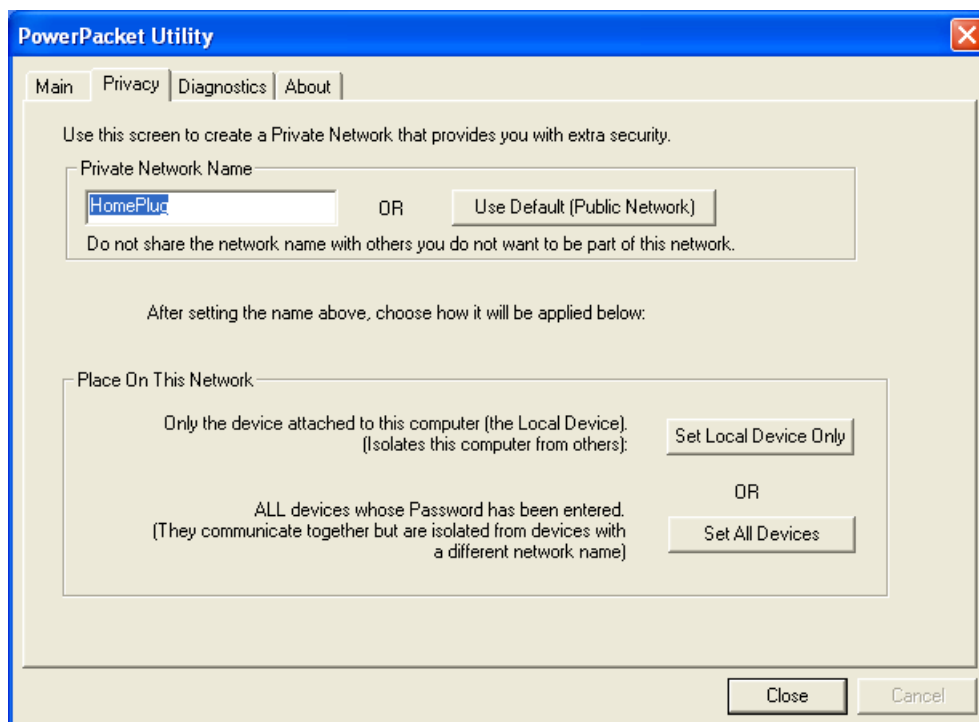 PowerPacket Utility
Main Privacy Diagnostics About
Use this screen to create a Private Network that provides you with extra security.
Private Network Name
HomePlug OR Use Default (Public Network)
Do not share the network name with others you do not want to be part of this network.
After setting the name above, choose how it will be applied below:
Place On This Network
Only the device attached to this computer (the Local Device).
(Isolates this computer from others):
Set Local Device Only
OR
ALL devices whose Password has been entered.
(They communicate together but are isolated from devices with
a different network name)
Set All Devices
Close Cancel